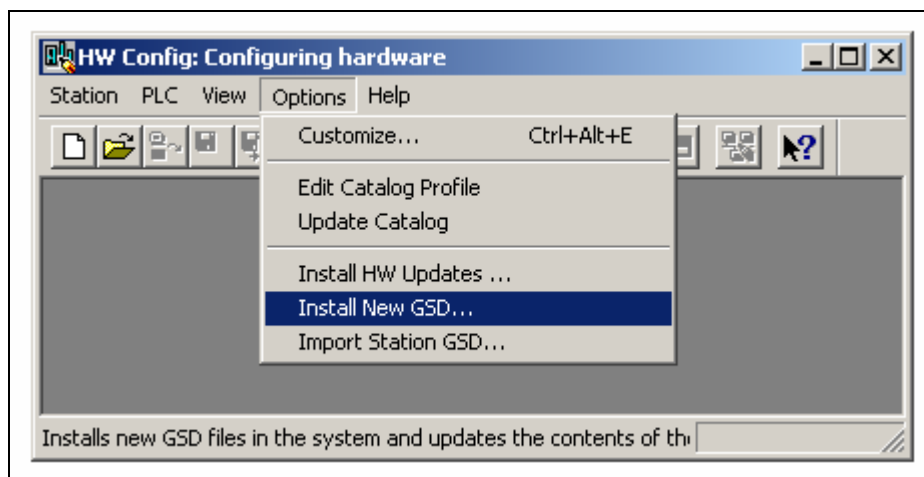 HW Config: Configuring hardware
Station PLC View Options Help
Customize... Ctrl+Alt+E
Edit Catalog Profile
Update Catalog
Install HW Updates ...
Install New GSD...
Import Station GSD...
Installs new GSD files in the system and updates the contents of th